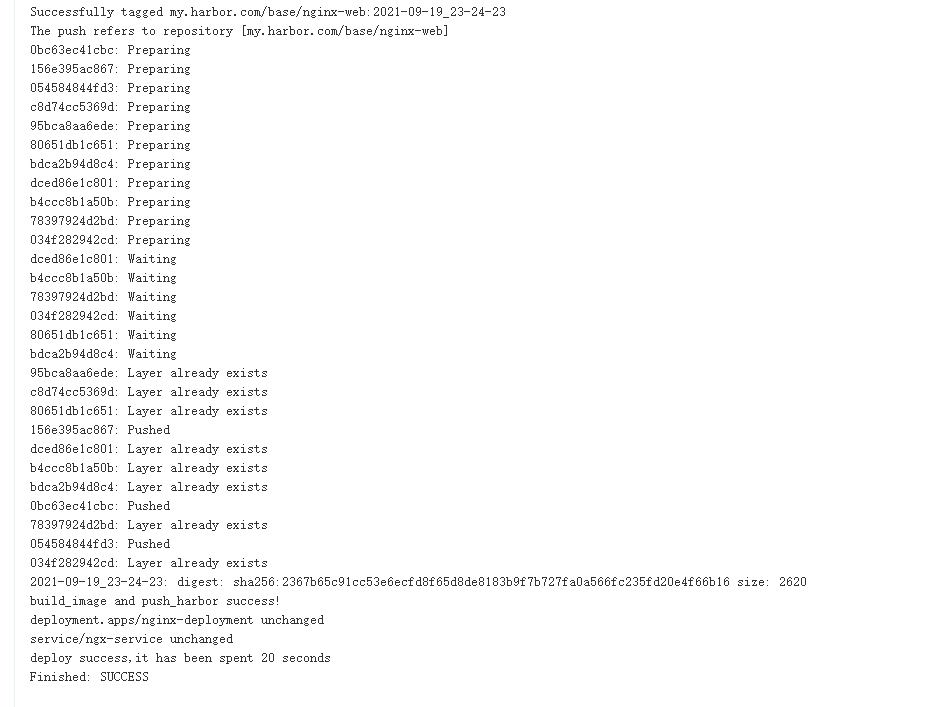 Successfully tagged my.harbor.com/base/nginx-web:2021-09-19_23-24-23
The push refers to repository [my.harbor.com/base/nginx-web]
0bc63ec41cbc: Preparing
156e395ac867: Preparing
054584844fd3: Preparing
c8d74cc5369d: Preparing
95bca8aa6ede: Preparing
80651db1c651: Preparing
bdca2b94d8c4: Preparing
dced86e1c801: Preparing
b4ccc8b1a50b: Preparing
78397924d2bd: Preparing
034f282942cd: Preparing
dced86e1c801: Waiting
b4ccc8b1a50b: Waiting
78397924d2bd: Waiting
034f282942cd: Waiting
80651db1c651: Waiting
bdca2b94d8c4: Waiting
95bca8aa6ede: Layer already exists
c8d74cc5369d: Layer already exists
80651db1c651: Layer already exists
156e395ac867: Pushed
dced86e1c801: Layer already exists
b4ccc8b1a50b: Layer already exists
bdca2b94d8c4: Layer already exists
0bc63ec41cbc: Pushed
78397924d2bd: Layer already exists
054584844fd3: Pushed
034f282942cd: Layer already exists
2021-09-19_23-24-23: digest: sha256:2367b65c91cc53e6ecfd8f65d8de8183b9f7b727fa0a566fc235fd20e4f66b16 size: 2620
build_image and push_harbor success!
deployment.apps/nginx-deployment unchanged
service/ngx-service unchanged
deploy success,it has been spent 20 seconds
Finished: SUCCESS